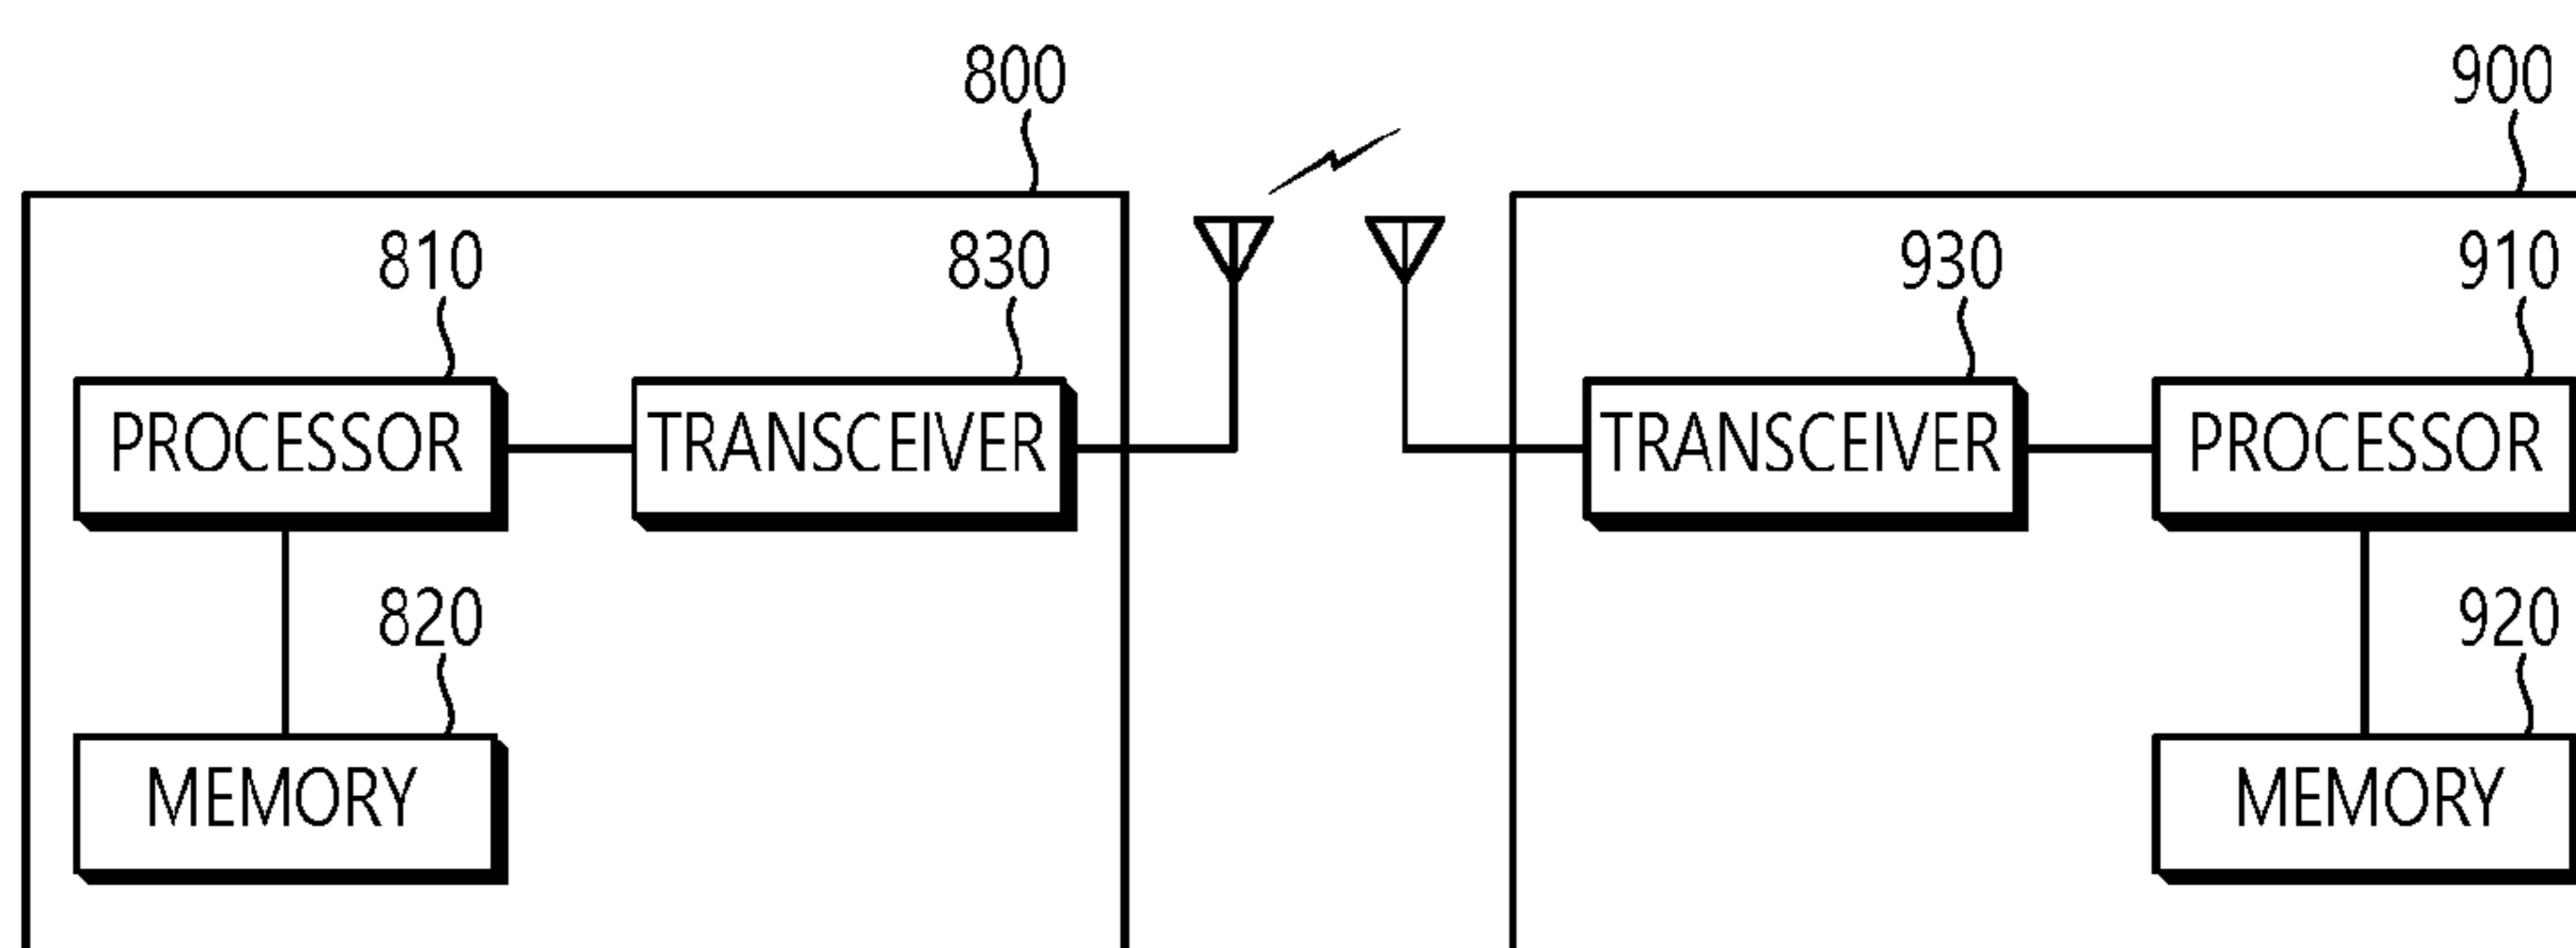 800
900
810
830
930
910
PROCESSOR
TRANSCEIVER
TRANSCEIVER
PROCESSOR
820
920
MEMORY
MEMORY